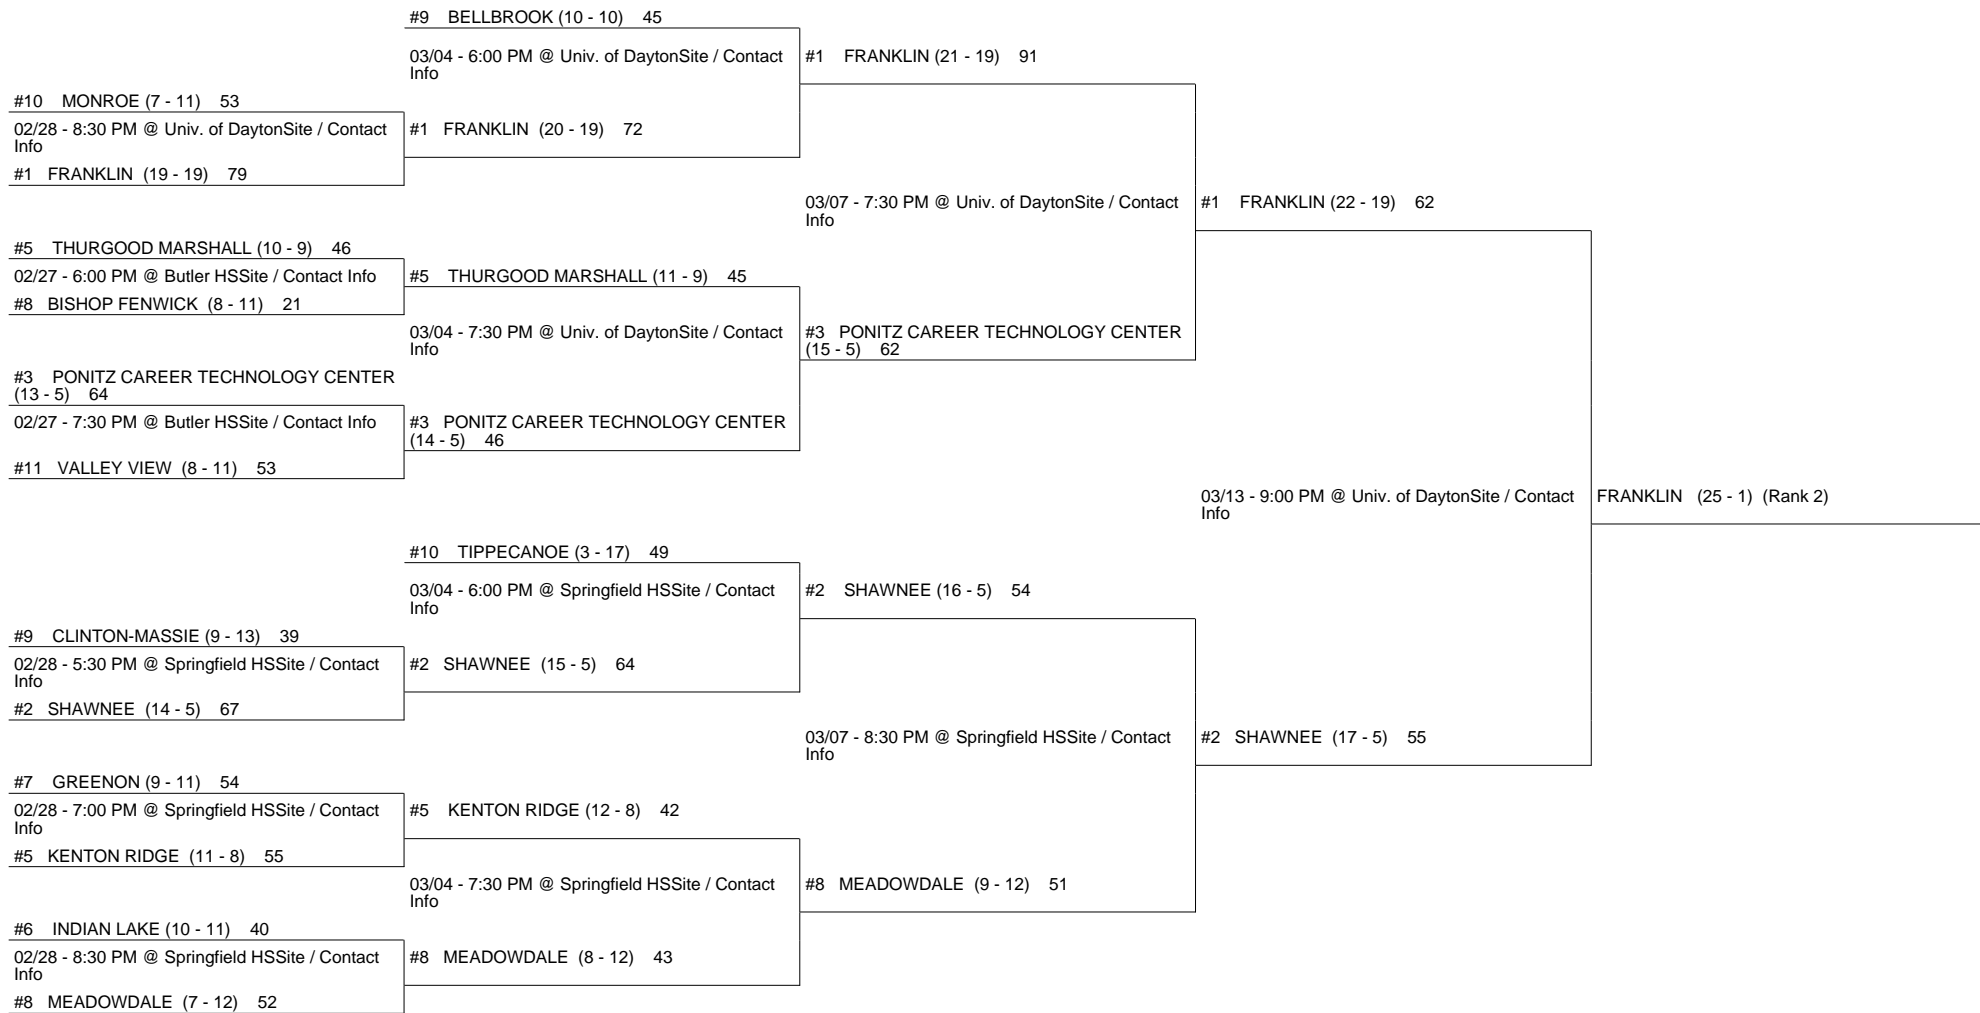 #9 BELLBROOK (10 - 10) 45
03/04 - 6:00 PM @ Univ. of DaytonSite / Contact
Info
#1 FRANKLIN (21 - 19) 91
#10 MONROE (7 - 11) 53
02/28 - 8:30 PM @ Univ. of DaytonSite / Contact
Info
#1 FRANKLIN (20 - 19) 72
#1 FRANKLIN (19 - 19) 79
03/07 - 7:30 PM @ Univ. of DaytonSite / Contact
Info
#1 FRANKLIN (22 - 19) 62
#5 THURGOOD MARSHALL (10 - 9) 46
02/27 - 6:00 PM @ Butler HSSite / Contact Info
#5 THURGOOD MARSHALL (11 - 9) 45
#8 BISHOP FENWICK (8 - 11) 21
03/04 - 7:30 PM @ Univ. of DaytonSite / Contact
Info
#3 PONITZ CAREER TECHNOLOGY CENTER
(15 - 5) 62
#3 PONITZ CAREER TECHNOLOGY CENTER
(13 - 5) 64
02/27 - 7:30 PM @ Butler HSSite / Contact Info
#3 PONITZ CAREER TECHNOLOGY CENTER
(14 - 5) 46
#11 VALLEY VIEW (8 - 11) 53
03/13 - 9:00 PM @ Univ. of DaytonSite / Contact
Info
FRANKLIN (25 - 1) (Rank 2)
#10 TIPPECANOE (3 - 17) 49
03/04 - 6:00 PM @ Springfield HSSite / Contact
Info
#2 SHAWNEE (16 - 5) 54
#9 CLINTON-MASSIE (9 - 13) 39
02/28 - 5:30 PM @ Springfield HSSite / Contact
Info
#2 SHAWNEE (15 - 5) 64
#2 SHAWNEE (14 - 5) 67
03/07 - 8:30 PM @ Springfield HSSite / Contact
Info
#2 SHAWNEE (17 - 5) 55
#7 GREENON (9 - 11) 54
02/28 - 7:00 PM @ Springfield HSSite / Contact
Info
#5 KENTON RIDGE (12 - 8) 42
#5 KENTON RIDGE (11 - 8) 55
03/04 - 7:30 PM @ Springfield HSSite / Contact
Info
#8 MEADOWDALE (9 - 12) 51
#6 INDIAN LAKE (10 - 11) 40
02/28 - 8:30 PM @ Springfield HSSite / Contact
Info
#8 MEADOWDALE (8 - 12) 43
#8 MEADOWDALE (7 - 12) 52